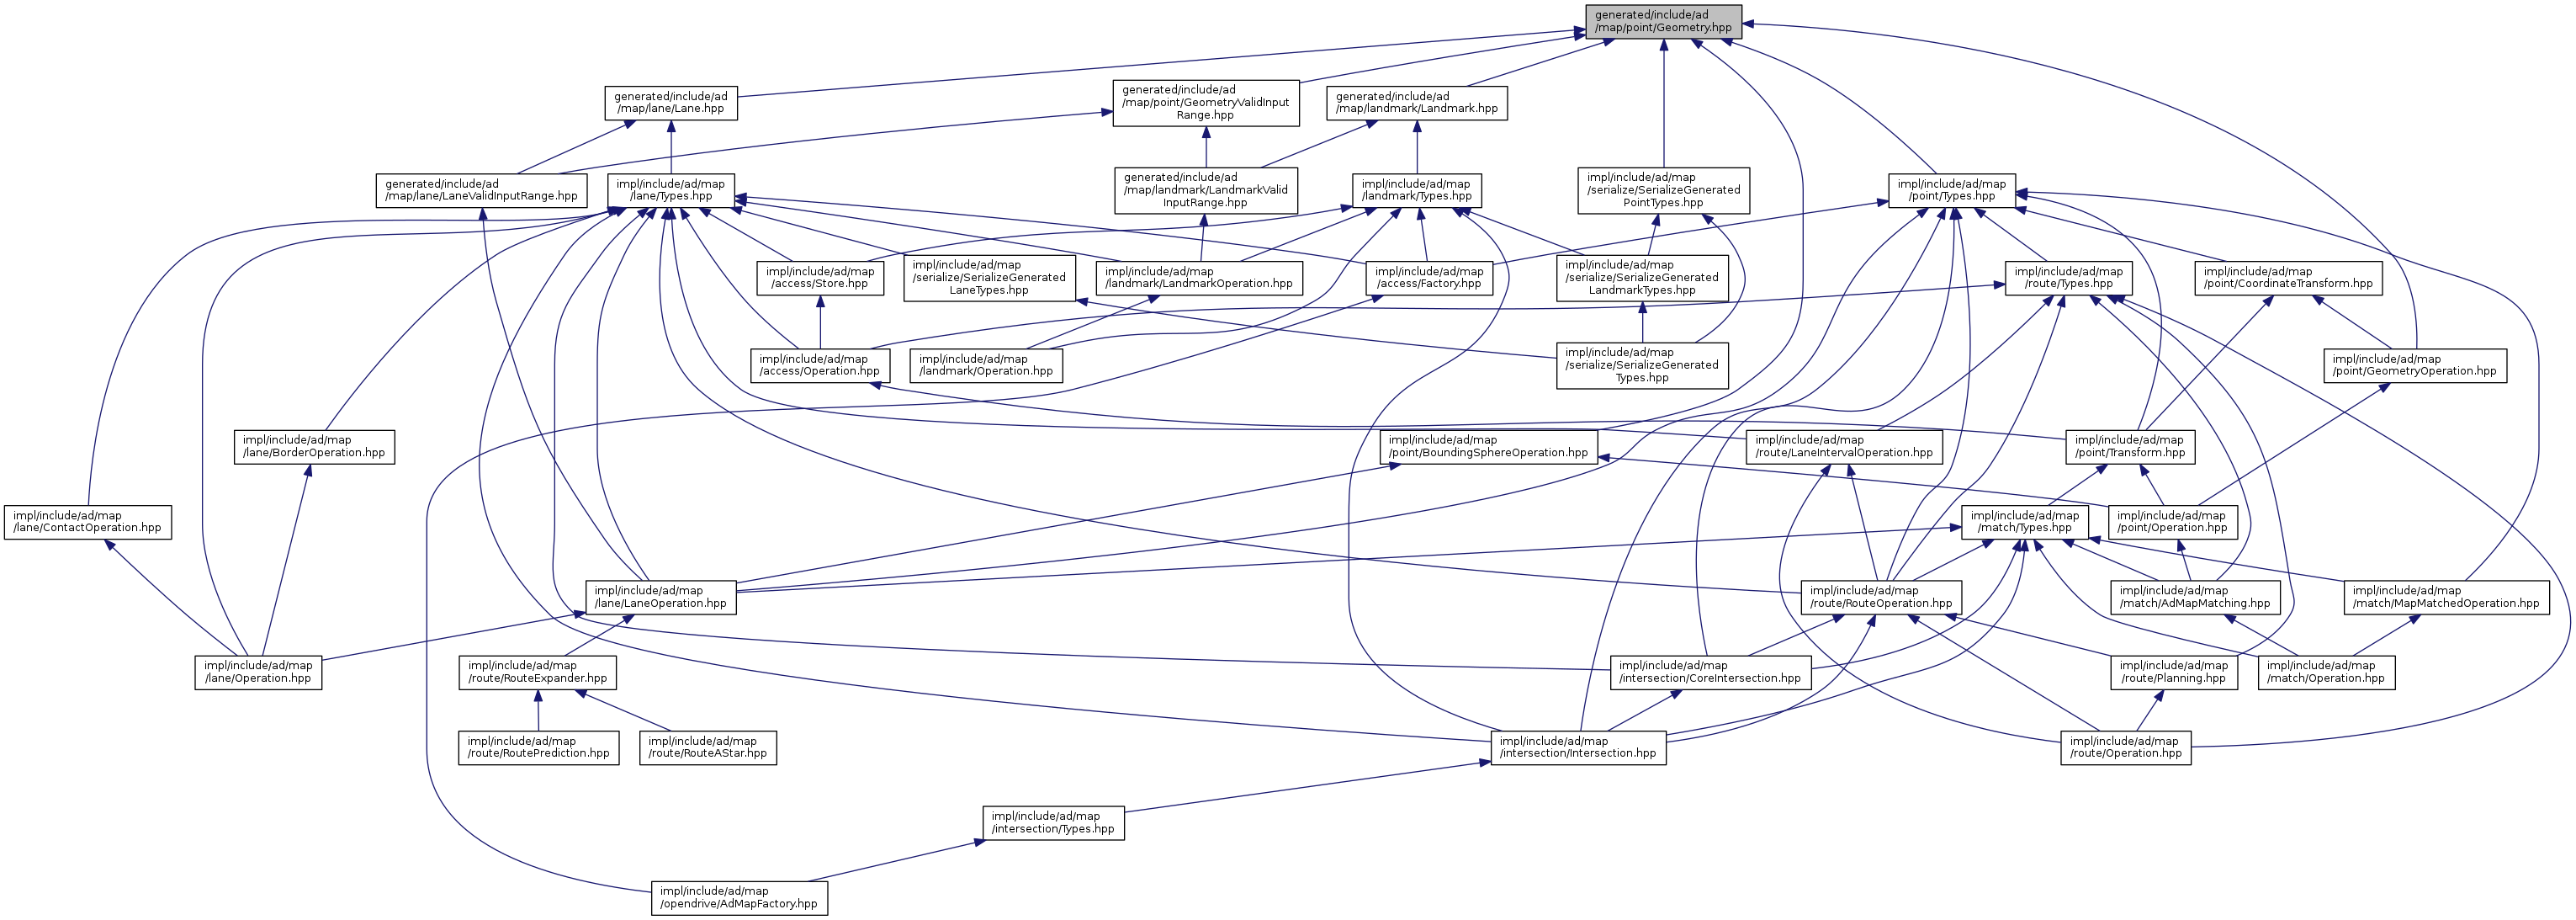 generated/include/ad
/map/point/Geometry.hpp
generated/include/ad
/map/lane/Lane.hpp
generated/include/ad
/map/point/GeometryValidInput
Range.hpp
generated/include/ad
/map/landmark/Landmark.hpp
generated/include/ad
/map/lane/LaneValidInputRange.hpp
impl/include/ad/map
/lane/Types.hpp
generated/include/ad
/map/landmark/LandmarkValid
InputRange.hpp
impl/include/ad/map
/landmark/Types.hpp
impl/include/ad/map
/serialize/SerializeGenerated
PointTypes.hpp
impl/include/ad/map
/point/Types.hpp
impl/include/ad/map
/access/Store.hpp
impl/include/ad/map
/serialize/SerializeGenerated
LaneTypes.hpp
impl/include/ad/map
/landmark/LandmarkOperation.hpp
impl/include/ad/map
/access/Factory.hpp
impl/include/ad/map
/serialize/SerializeGenerated
LandmarkTypes.hpp
impl/include/ad/map
/route/Types.hpp
impl/include/ad/map
/point/CoordinateTransform.hpp
impl/include/ad/map
/access/Operation.hpp
impl/include/ad/map
/landmark/Operation.hpp
impl/include/ad/map
/serialize/SerializeGenerated
Types.hpp
impl/include/ad/map
/point/GeometryOperation.hpp
impl/include/ad/map
/lane/BorderOperation.hpp
impl/include/ad/map
/point/BoundingSphereOperation.hpp
impl/include/ad/map
/route/LaneIntervalOperation.hpp
impl/include/ad/map
/point/Transform.hpp
impl/include/ad/map
/lane/ContactOperation.hpp
impl/include/ad/map
/match/Types.hpp
impl/include/ad/map
/point/Operation.hpp
impl/include/ad/map
/lane/LaneOperation.hpp
impl/include/ad/map
/route/RouteOperation.hpp
impl/include/ad/map
/match/AdMapMatching.hpp
impl/include/ad/map
/match/MapMatchedOperation.hpp
impl/include/ad/map
/lane/Operation.hpp
impl/include/ad/map
/route/RouteExpander.hpp
impl/include/ad/map
/intersection/CoreIntersection.hpp
impl/include/ad/map
/route/Planning.hpp
impl/include/ad/map
/match/Operation.hpp
impl/include/ad/map
/route/RoutePrediction.hpp
impl/include/ad/map
/route/RouteAStar.hpp
impl/include/ad/map
/intersection/Intersection.hpp
impl/include/ad/map
/route/Operation.hpp
impl/include/ad/map
/intersection/Types.hpp
impl/include/ad/map
/opendrive/AdMapFactory.hpp